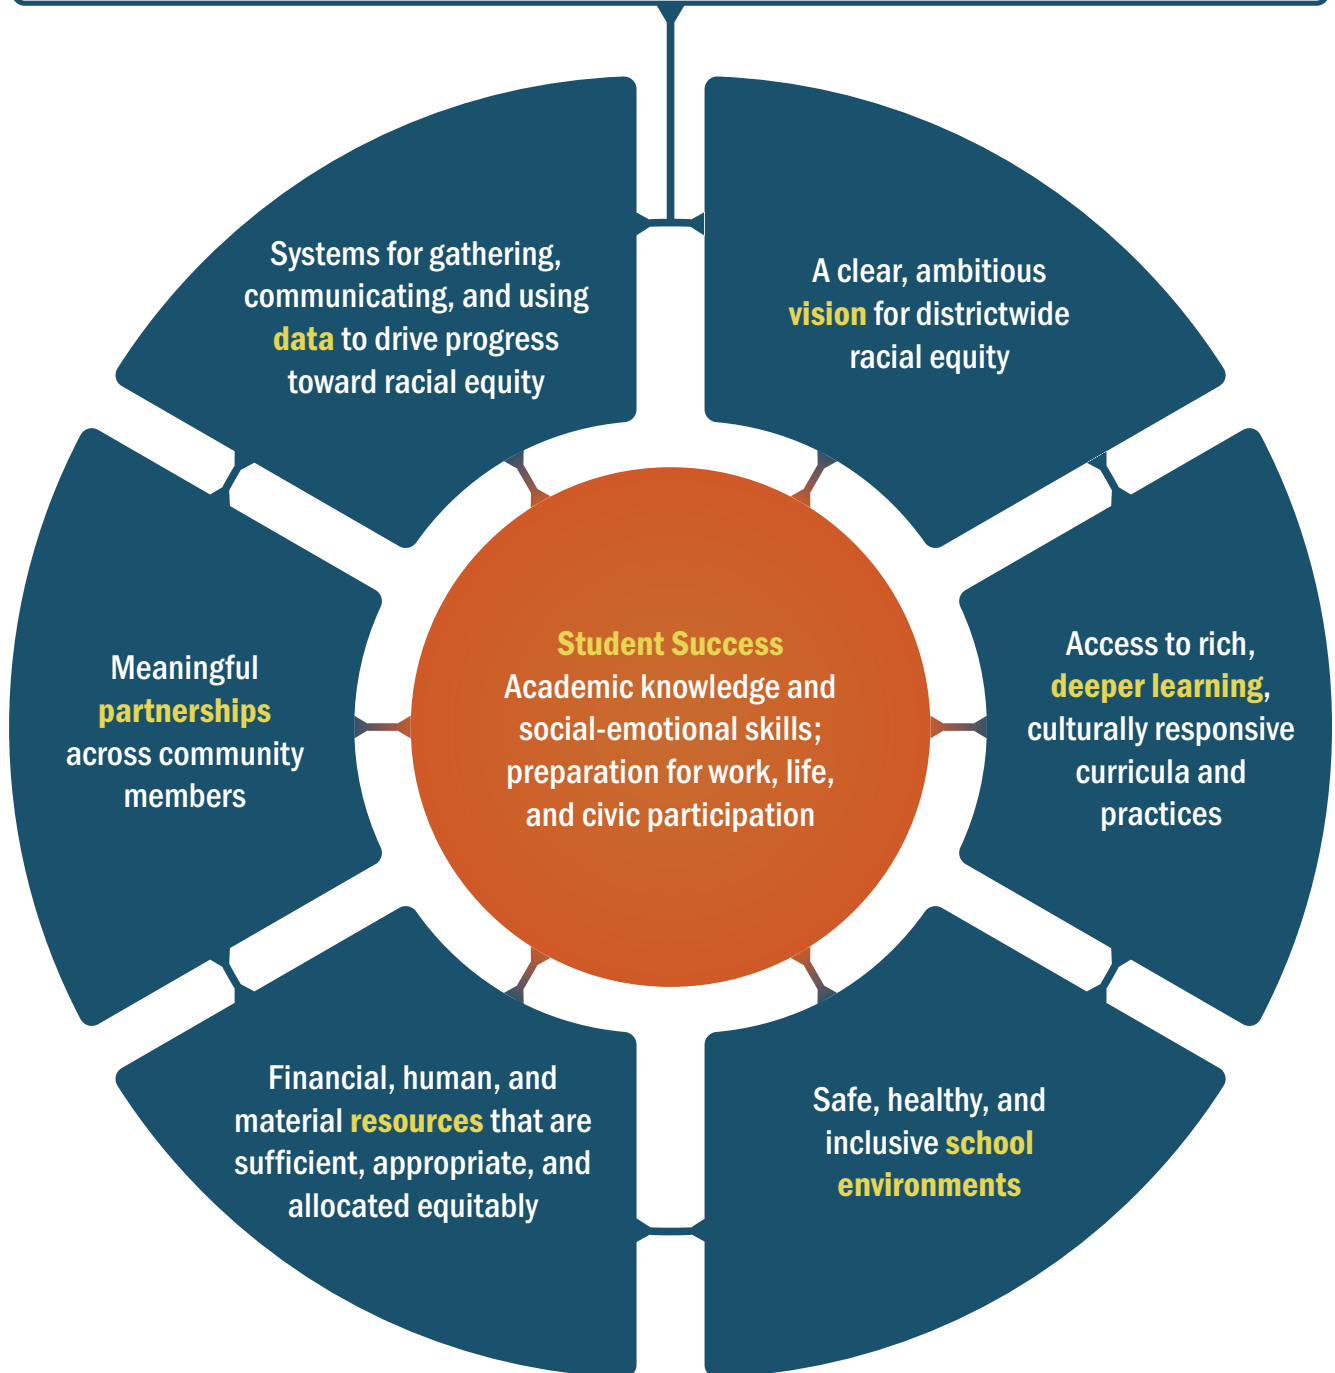 Systems for gathering,
communicating, and using
data to drive progress
toward racial equity
A clear, ambitious
vision for districtwide
racial equity
Meaningful
partnerships
across community
members
Student Success
Academic knowledge and
social-emotional skills;
preparation for work, life,
and civic participation
Access to rich,
deeper learning,
culturally responsive
curricula and
practices
Financial, human, and
material resources that are
sufficient, appropriate, and
allocated equitably
Safe, healthy, and
inclusive school
environments